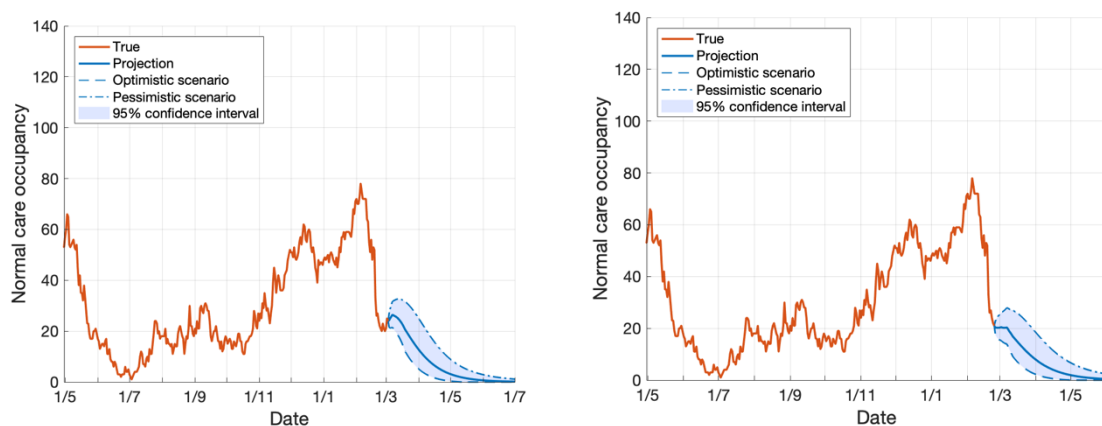 140
120
100
80
60
40
20
0
Normal care occupancy
True
Projection
Optimistic scenario
Pessimistic scenario
95% confidence interval
1/5 1/7 1/9 1/11 1/1 1/3 1/5 1/7
Date
140
120
100
80
60
40
20
0
Normal care occupancy
True
Projection
Optimistic scenario
Pessimistic scenario
95% confidence interval
1/5 1/7 1/9 1/11 1/1 1/3 1/5
Date